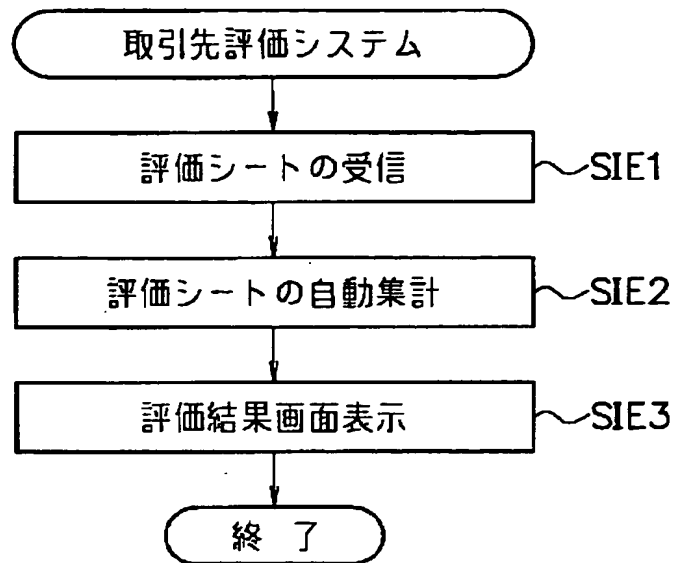 取引先評価システム
評価シートの受信
SIE1
評価シートの自動集計
SIE2
評価結果画面表示
SIE3
終 了